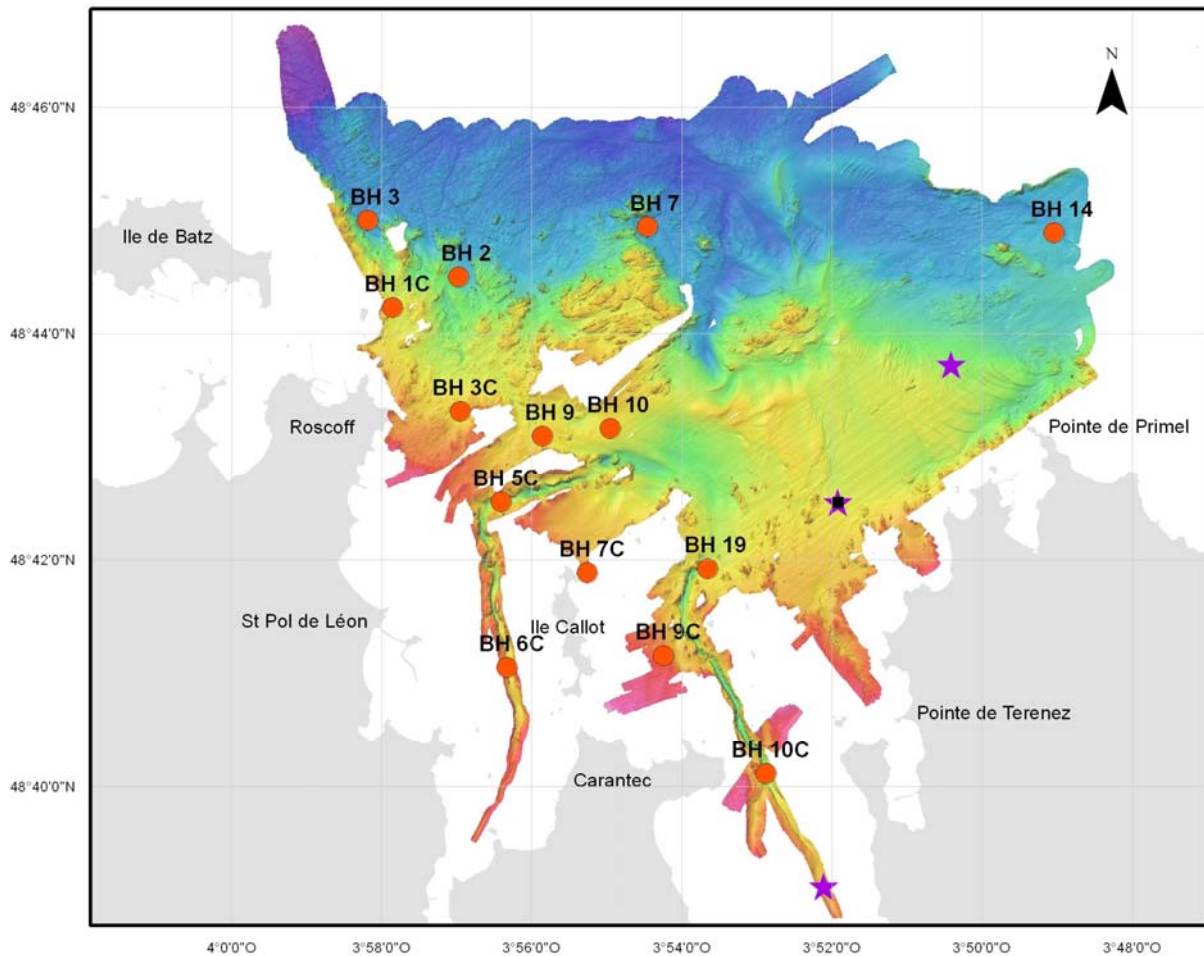 N
48°46'0"N
BH 3
BH 7
BH 14
Ile de Batz
BH 2
BH 1C
48°44'0"N
BH 3C
BH 9
BH 10
Roscoff
Pointe de Primel
BH 5C
48°42'0"N
BH 7C
BH 19
St Pol de Léon
Ile Callot
BH 9C
BH 6C
Pointe de Terenez
BH 10C
48°40'0"N
Carantec
4°0'0"O
3°58'0"O
3°56'0"O
3°54'0"O
3°52'0"O
3°50'0"O
3°48'0"O